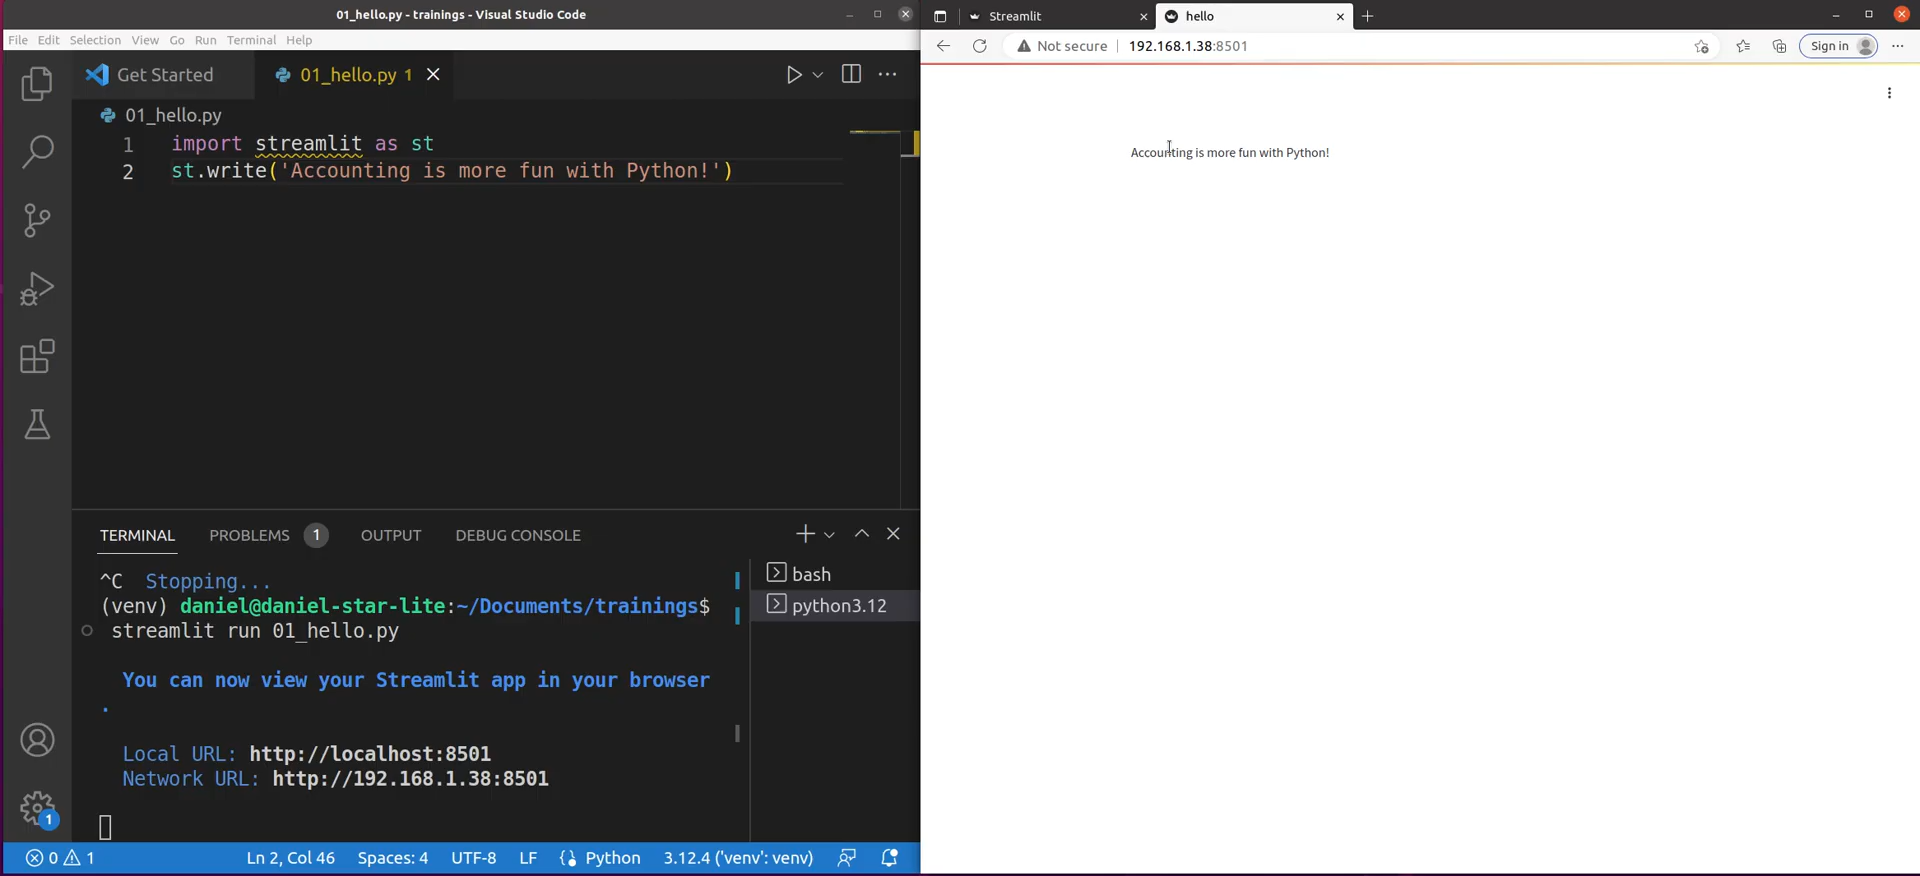 01_hello.py - trainings - Visual Studio Code
File Edit Selection View Go Run Terminal Help
Get Started
01_hello.py 1
01_hello.py
1 import streamlit as st
2 st.write('Accounting is more fun with Python!')
TERMINAL PROBLEMS 1 OUTPUT DEBUG CONSOLE
^C Stopping...
(venv) daniel@daniel-star-lite:~/Documents/trainings$
streamlit run 01_hello.py
You can now view your Streamlit app in your browser
.
Local URL: http://localhost:8501
Network URL: http://192.168.1.38:8501
bash
python3.12
1
0 1 Ln 2, Col 46 Spaces: 4 UTF-8 LF Python 3.12.4 ('venv': venv)
Streamlit
hello
Not secure 192.168.1.38:8501
Sign in
Accounting is more fun with Python!